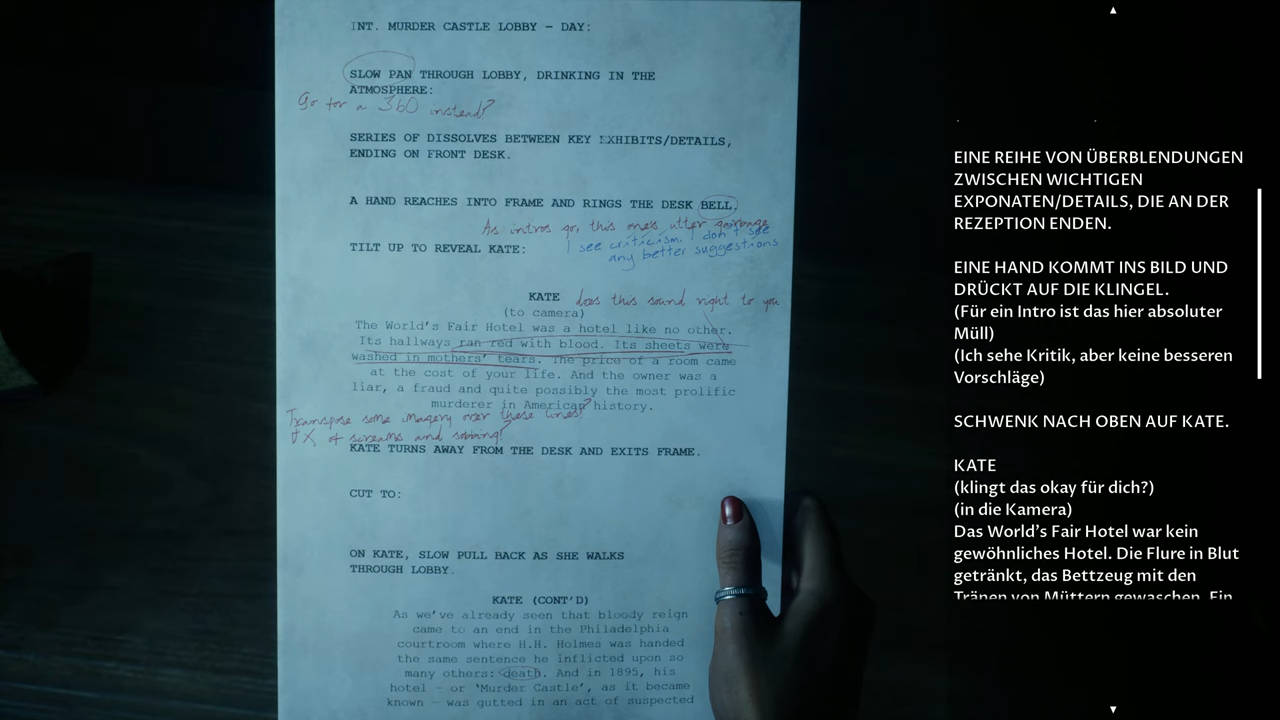 INT. MURDER CASTLE LOBBY – DAY:
SLOW PAN THROUGH LOBBY, DRINKING IN THE
ATMOSPHERE:
Go for a 360 instead?
SERIES OF DISSOLVES BETWEEN KEY EXHIBITS/DETAILS,
ENDING ON FRONT DESK.
A HAND REACHES INTO FRAME AND RINGS THE DESK BELL.
As intros go, this one's utter garbage
I see criticism. I don't see
any better suggestions
TILT UP TO REVEAL KATE:
KATE does this sound right to you
(to camera)
The World's Fair Hotel was a hotel like no other.
Its hallways ran red with blood. Its sheets were
washed in mothers' tears. The price of a room came
at the cost of your life. And the owner was a
liar, a fraud and quite possibly the most prolific
murderer in American history.
Transpose some imagery over these lines?
FX of screams and sobbing?
KATE TURNS AWAY FROM THE DESK AND EXITS FRAME.
CUT TO:
ON KATE, SLOW PULL BACK AS SHE WALKS
THROUGH LOBBY.
KATE (CONT'D)
As we've already seen that bloody reign
came to an end in the Philadelphia
courtroom where H.H. Holmes was handed
the same sentence he inflicted upon so
many others: death. And in 1895, his
hotel – or 'Murder Castle', as it became
known – was gutted in an act of suspected
EINE REIHE VON ÜBERBLENDUNGEN
ZWISCHEN WICHTIGEN
EXPONATEN/DETAILS, DIE AN DER
REZEPTION ENDEN.
EINE HAND KOMMT INS BILD UND
DRÜCKT AUF DIE KLINGEL.
(Für ein Intro ist das hier absoluter
Müll)
(Ich sehe Kritik, aber keine besseren
Vorschläge)
SCHWENK NACH OBEN AUF KATE.
KATE
(klingt das okay für dich?)
(in die Kamera)
Das World's Fair Hotel war kein
gewöhnliches Hotel. Die Flure in Blut
getränkt, das Bettzeug mit den
Tränen von Müttern gewaschen. Ein